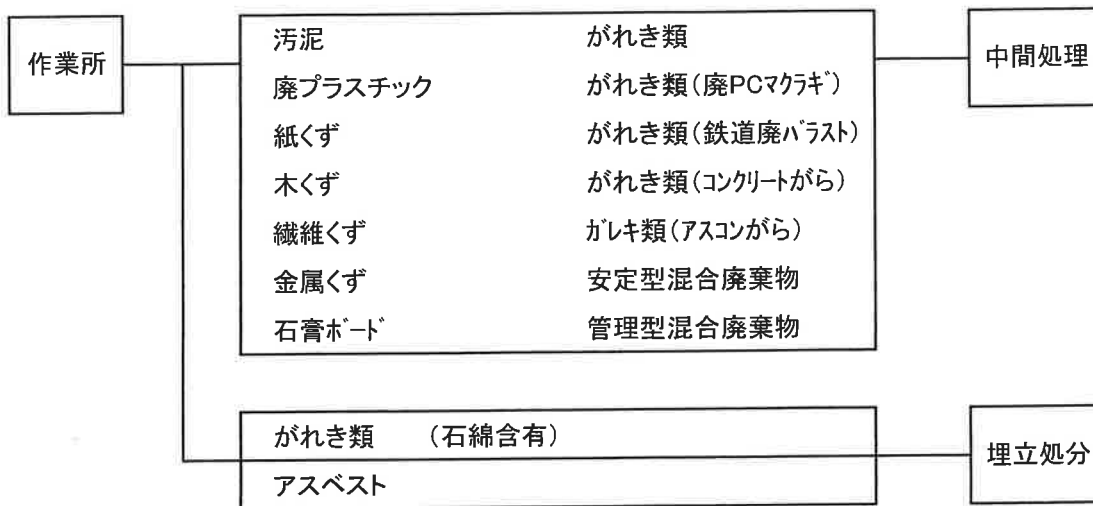 作業所
汚泥
廃プラスチック
紙くず
木くず
繊維くず
金属くず
石膏ボード
がれき類
がれき類(廃PCマクラギ)
がれき類(鉄道廃バラスト)
がれき類(コンクリートがら)
ガレキ類(アスコンがら)
安定型混合廃棄物
管理型混合廃棄物
中間処理
がれき類　(石綿含有)
アスベスト
埋立処分